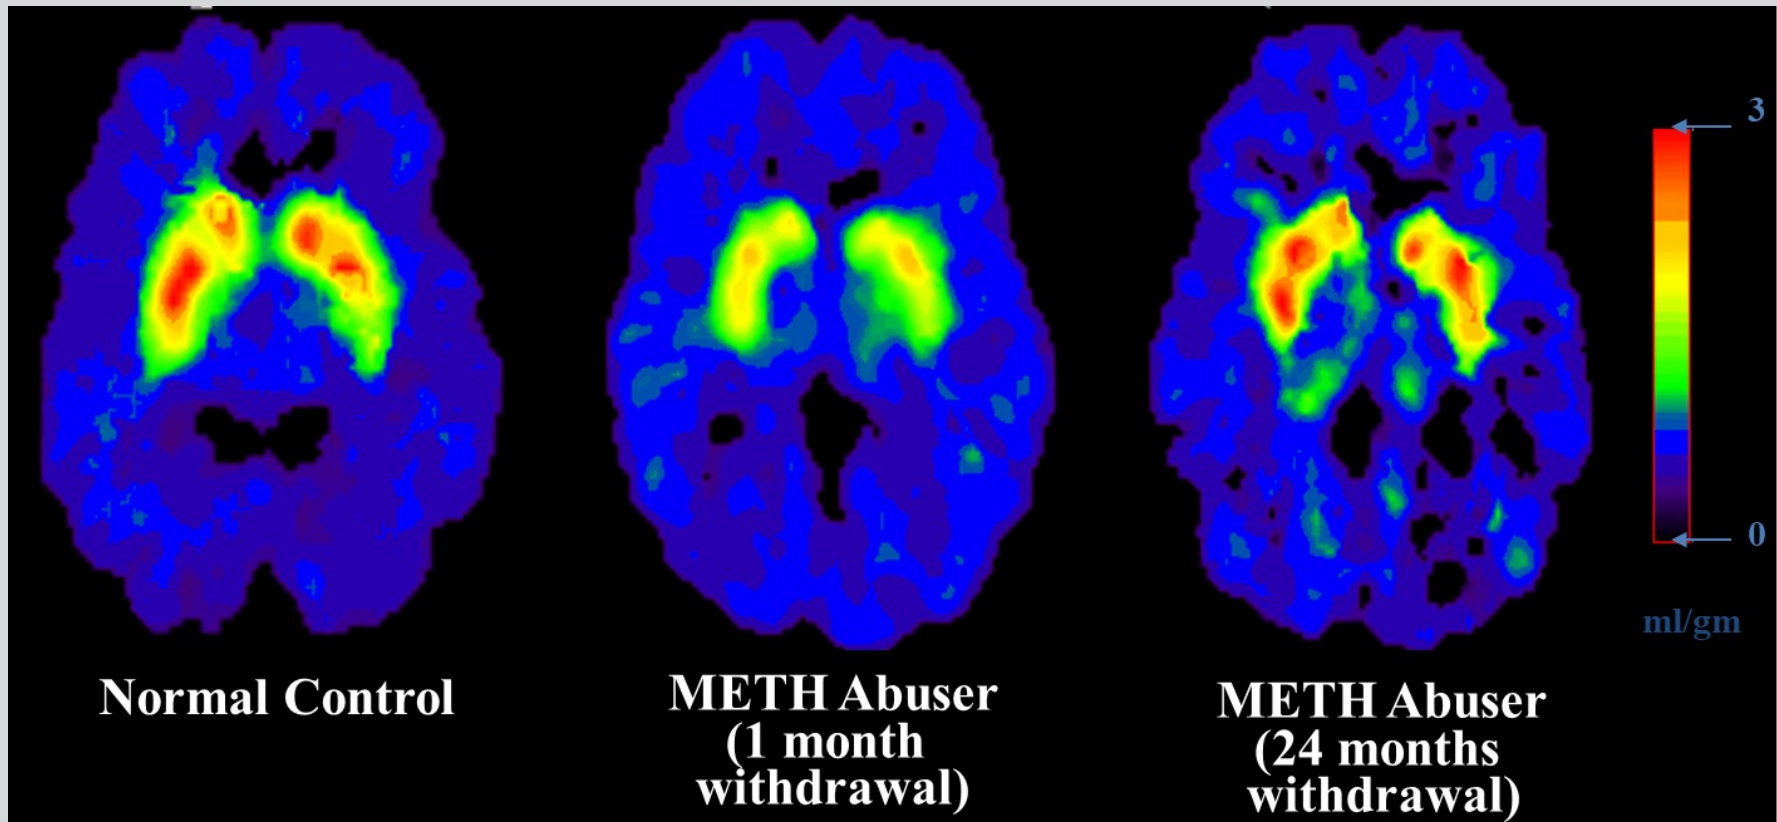 3
0
ml/gm
Normal Control
METH Abuser
(1 month
withdrawal)
METH Abuser
(24 months
withdrawal)